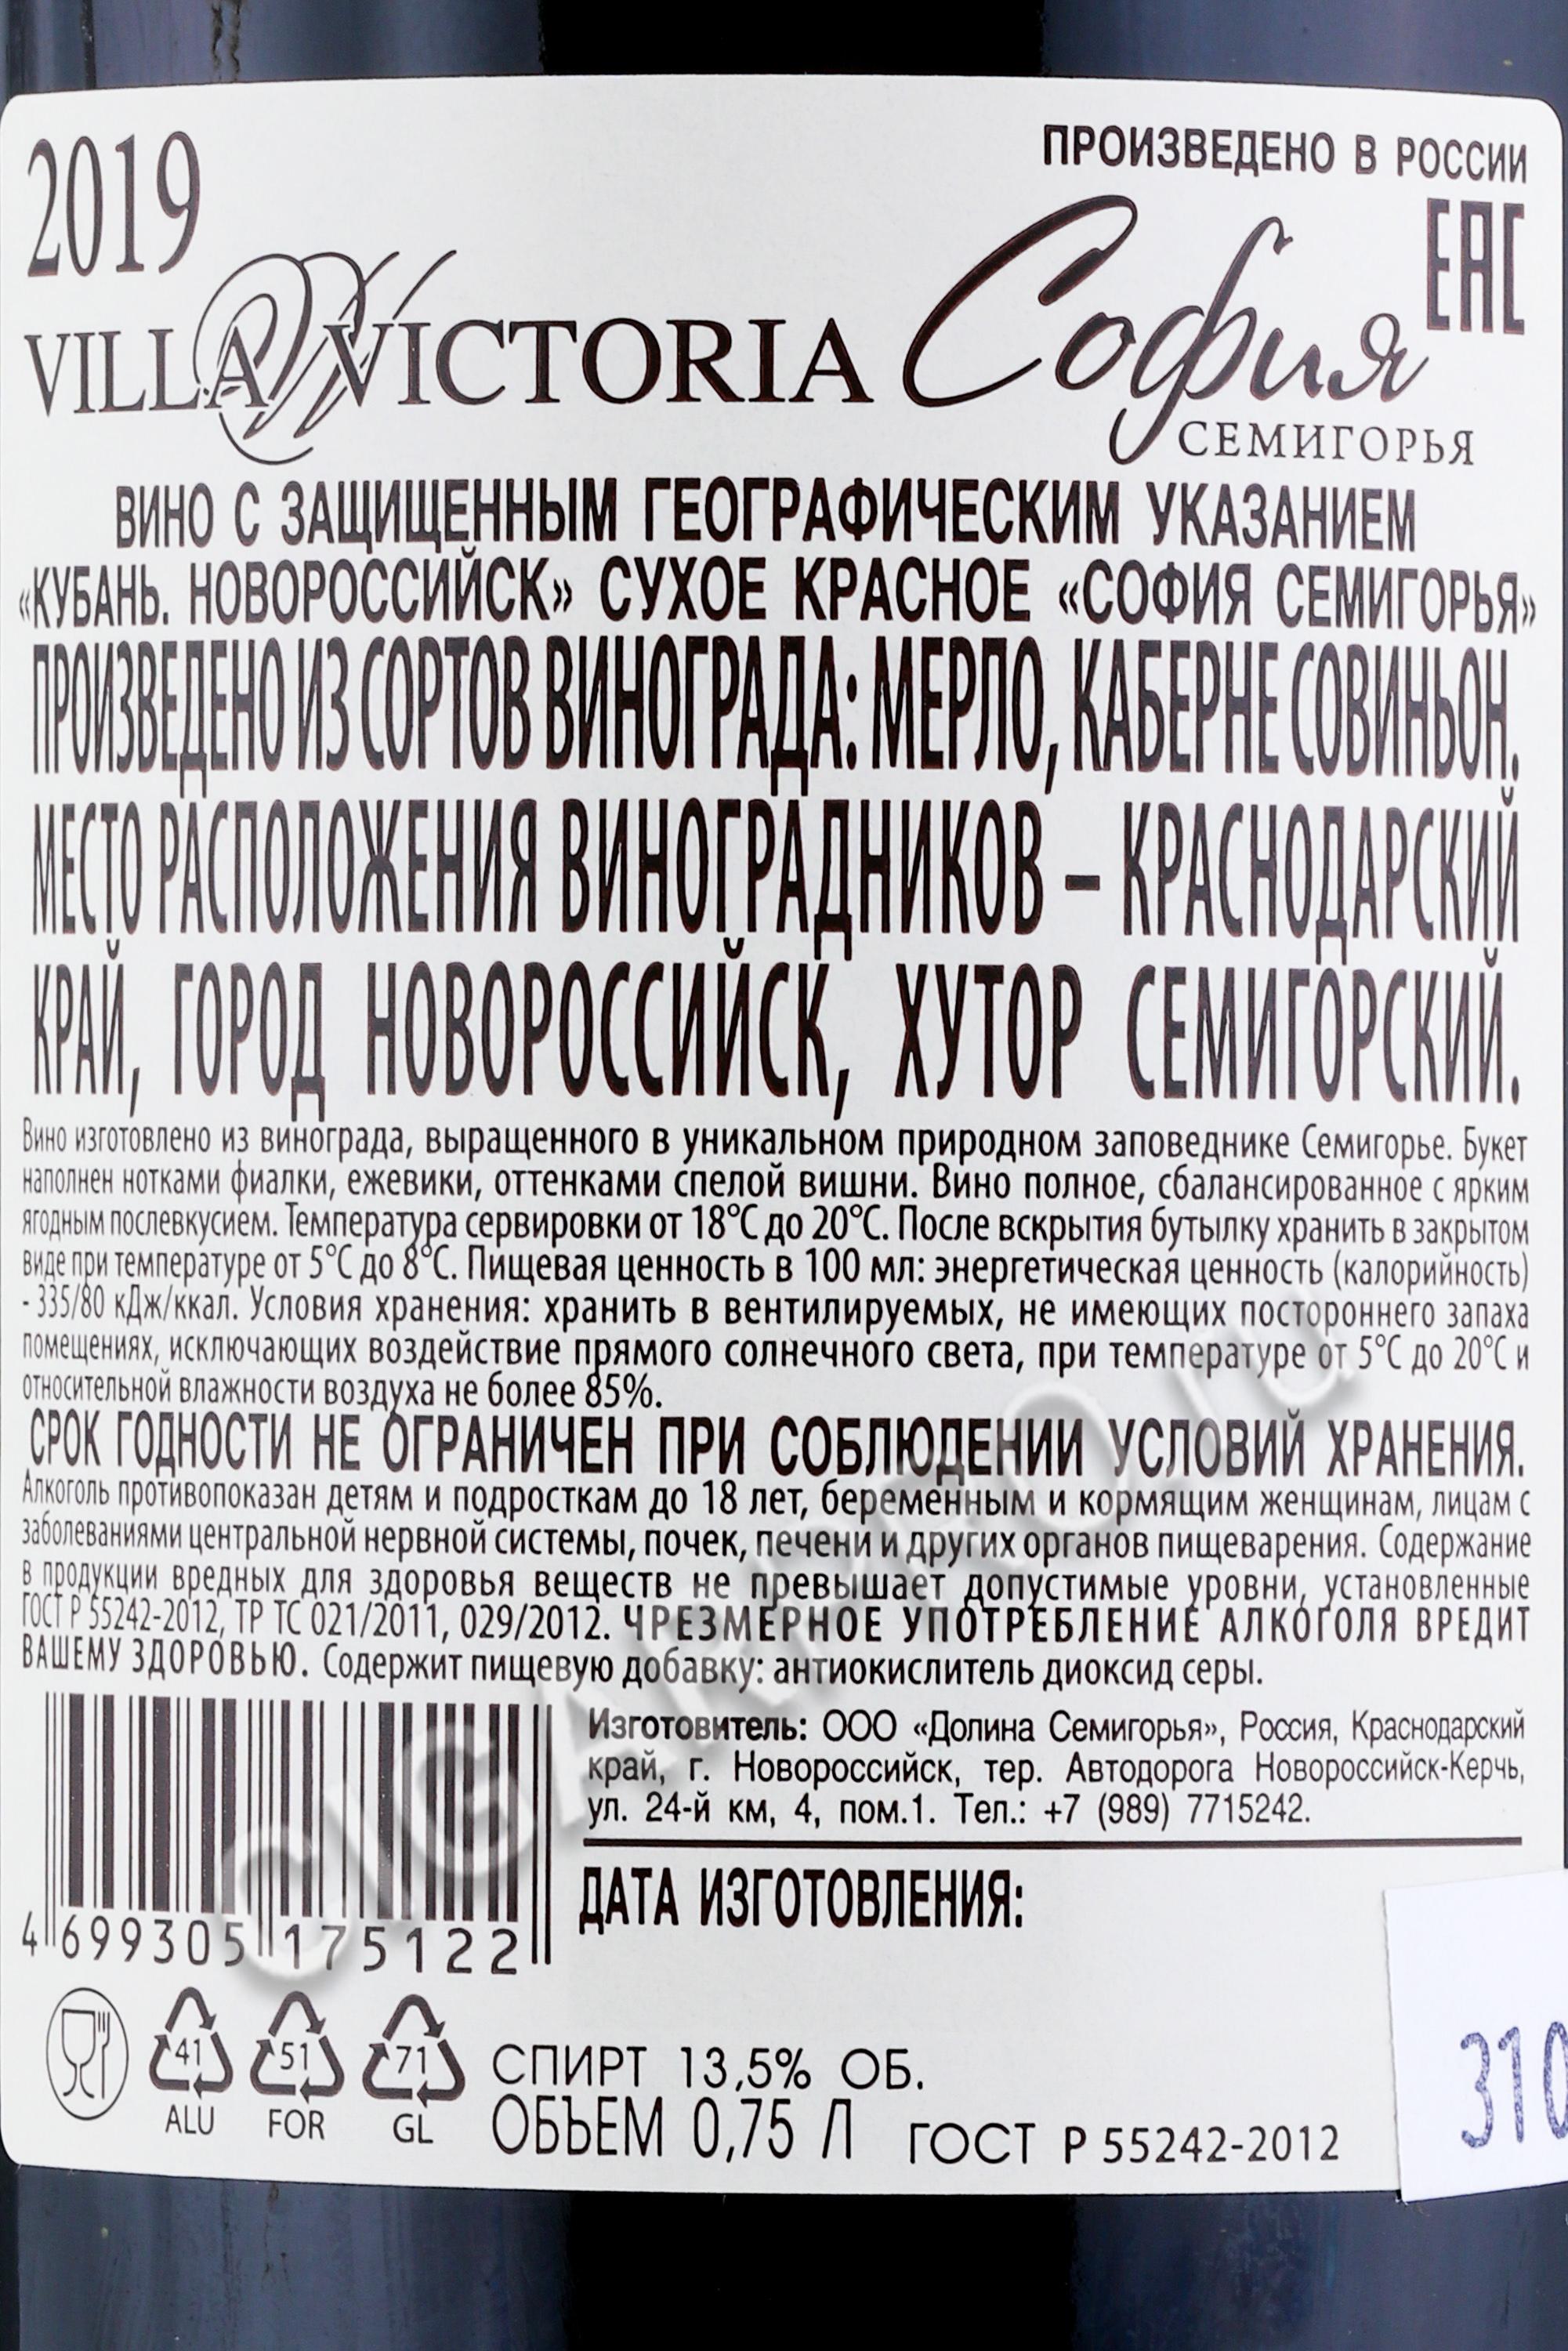 2019
ПРОИЗВЕДЕНО В РОССИИ
EAC
VILLA VICTORIA София
СЕМИГОРЬЯ
ВИНО С ЗАЩИЩЕННЫМ ГЕОГРАФИЧЕСКИМ УКАЗАНИЕМ
«КУБАНЬ. НОВОРОССИЙСК» СУХОЕ КРАСНОЕ «СОФИЯ СЕМИГОРЬЯ»
ПРОИЗВЕДЕНО ИЗ СОРТОВ ВИНОГРАДА: МЕРЛО, КАБЕРНЕ СОВИНЬОН.
МЕСТО РАСПОЛОЖЕНИЯ ВИНОГРАДНИКОВ – КРАСНОДАРСКИЙ
КРАЙ, ГОРОД НОВОРОССИЙСК, ХУТОР СЕМИГОРСКИЙ.
Вино изготовлено из винограда, выращенного в уникальном природном заповеднике Семигорье. Букет
наполнен нотками фиалки, ежевики, оттенками спелой вишни. Вино полное, сбалансированное с ярким
ягодным послевкусием. Температура сервировки от 18°C до 20°C. После вскрытия бутылку хранить в закрытом
виде при температуре от 5°C до 8°C. Пищевая ценность в 100 мл: энергетическая ценность (калорийность)
- 335/80 кДж/ккал. Условия хранения: хранить в вентилируемых, не имеющих постороннего запаха
помещениях, исключающих воздействие прямого солнечного света, при температуре от 5°C до 20°C и
относительной влажности воздуха не более 85%.
СРОК ГОДНОСТИ НЕ ОГРАНИЧЕН ПРИ СОБЛЮДЕНИИ УСЛОВИЙ ХРАНЕНИЯ.
Алкоголь противопоказан детям и подросткам до 18 лет, беременным и кормящим женщинам, лицам с
заболеваниями центральной нервной системы, почек, печени и других органов пищеварения. Содержание
в продукции вредных для здоровья веществ не превышает допустимые уровни, установленные
ГОСТ Р 55242-2012, ТР ТС 021/2011, 029/2012. ЧРЕЗМЕРНОЕ УПОТРЕБЛЕНИЕ АЛКОГОЛЯ ВРЕДИТ
ВАШЕМУ ЗДОРОВЬЮ. Содержит пищевую добавку: антиокислитель диоксид серы.
Изготовитель: ООО «Долина Семигорья», Россия, Краснодарский
край, г. Новороссийск, тер. Автодорога Новороссийск-Керчь,
ул. 24-й км, 4, пом.1. Тел.: +7 (989) 7715242.
ДАТА ИЗГОТОВЛЕНИЯ:
4 699305 175122
41 51 71
ALU FOR GL
СПИРТ 13,5% ОБ.
ОБЪЕМ 0,75 Л ГОСТ Р 55242-2012
310
CIGARPRO.ru